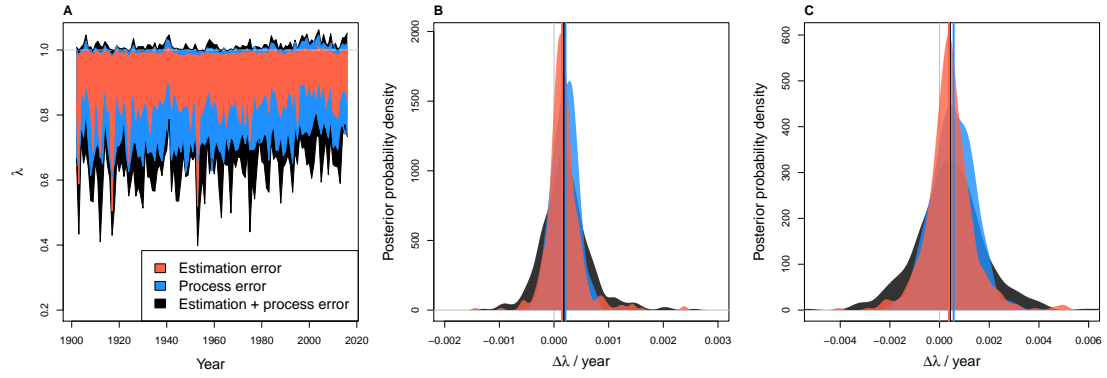 A
λ
1.0
0.8
0.6
0.4
0.2
1900 1920 1940 1960 1980 2000 2020
Year
Estimation error
Process error
Estimation + process error
B
Posterior probability density
2000
1500
1000
500
0
−0.002 −0.001 0.000 0.001 0.002 0.003
Δλ / year
C
Posterior probability density
600
500
400
300
200
100
0
−0.004 −0.002 0.000 0.002 0.004 0.006
Δλ / year